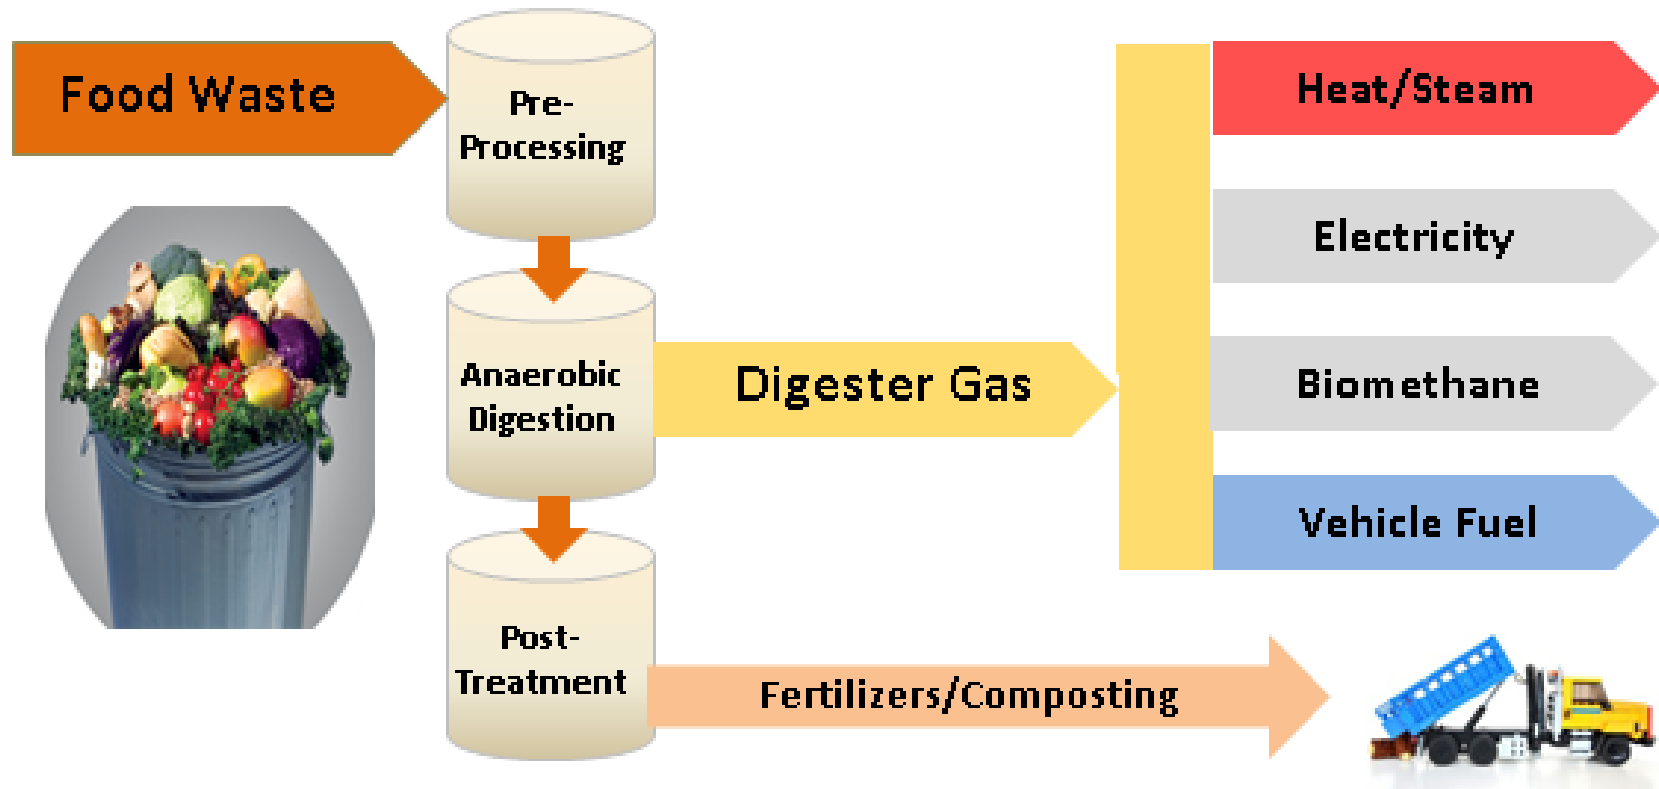 Food Waste
Pre-
Processing
Anaerobic
Digestion
Post-
Treatment
Digester Gas
Heat/Steam
Electricity
Biomethane
Vehicle Fuel
Fertilizers/Composting